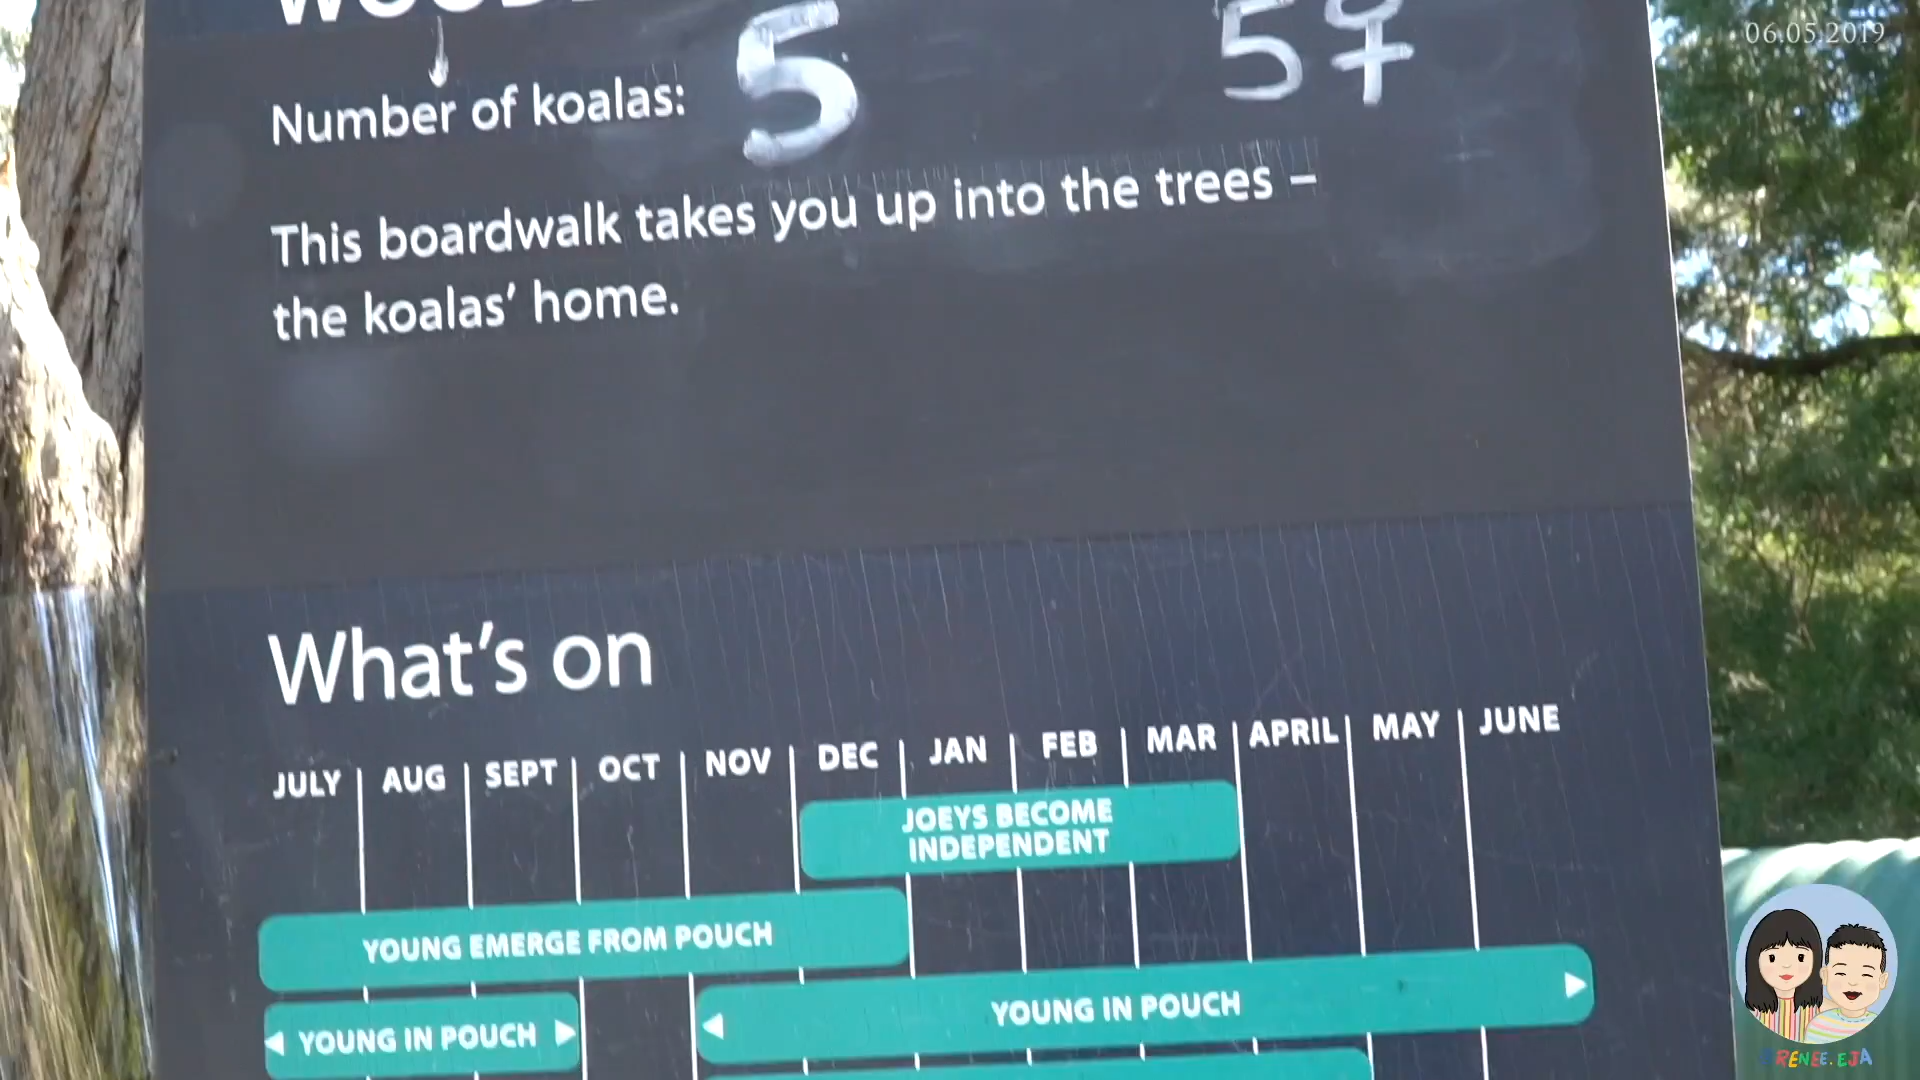 06.05.2019
Number of koalas: 5 5♀
This boardwalk takes you up into the trees –
the koalas’ home.
What’s on
JULY AUG SEPT OCT NOV DEC JAN FEB MAR APRIL MAY JUNE
JOEYS BECOME
INDEPENDENT
YOUNG EMERGE FROM POUCH
YOUNG IN POUCH
YOUNG IN POUCH
RENEE.EJA